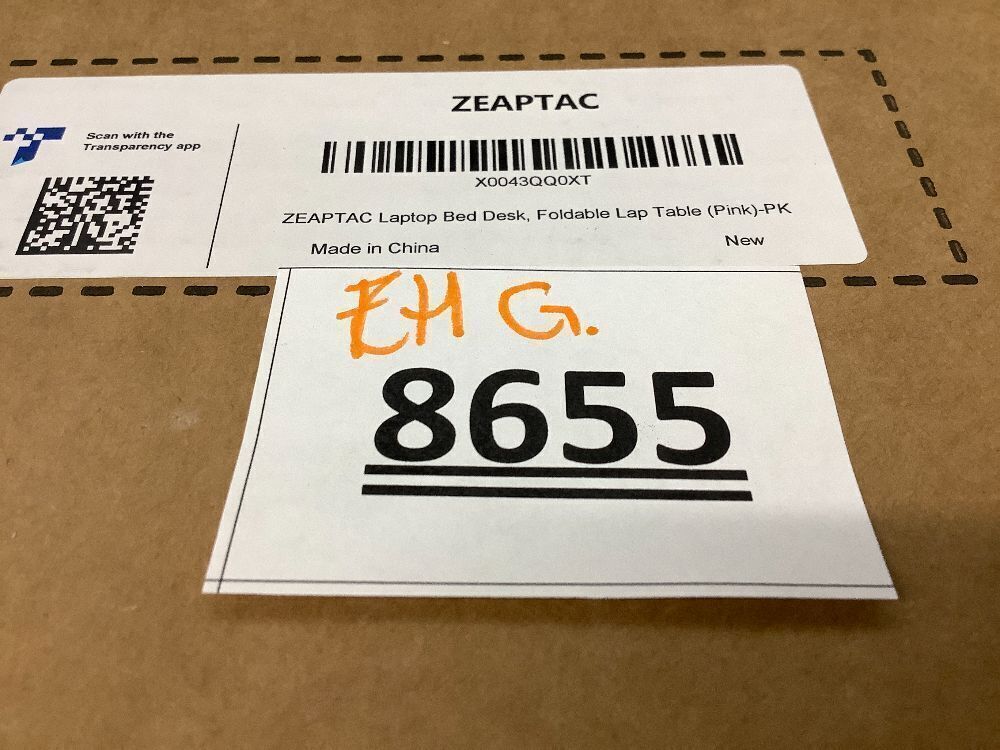 ZEAPTAC
Scan with the
Transparency app
X0043QQ0XT
ZEAPTAC Laptop Bed Desk, Foldable Lap Table (Pink)-PK
Made in China
New
EH G.
8655